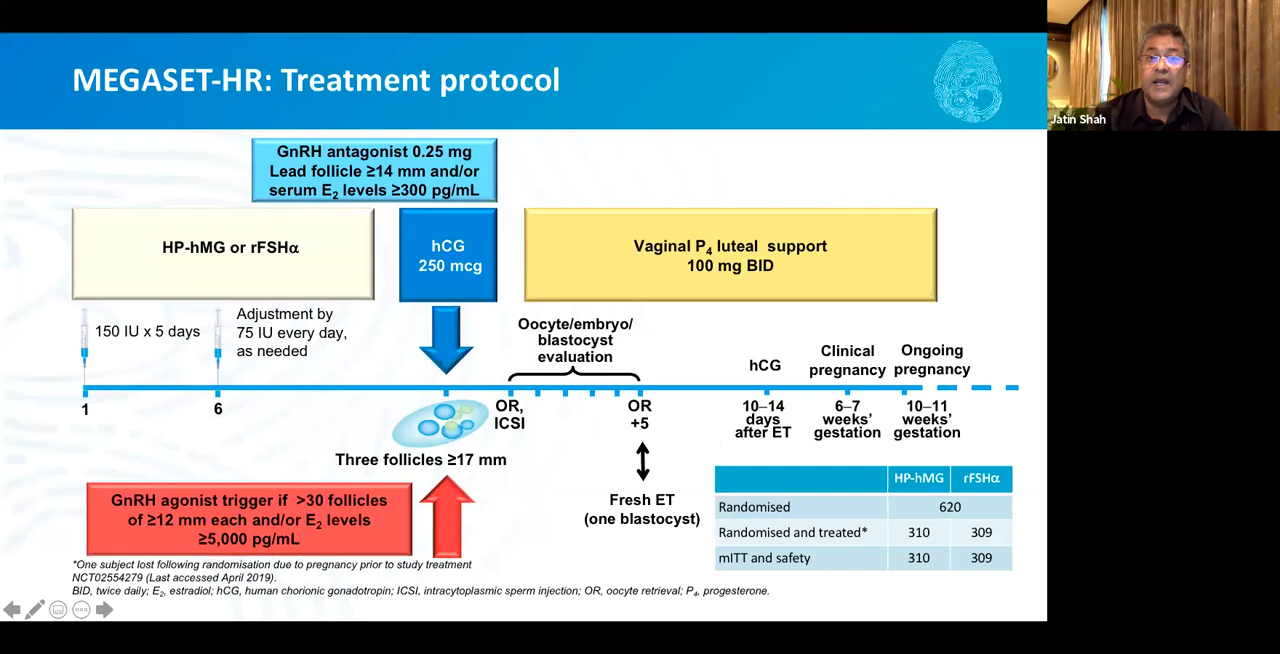 MEGASET-HR: Treatment protocol
Jatin Shah
GnRH antagonist 0.25 mg
Lead follicle ≥14 mm and/or
serum E₂ levels ≥300 pg/mL
HP-hMG or rFSHα
hCG
250 mcg
Vaginal P₄ luteal support
100 mg BID
150 IU x 5 days
Adjustment by
75 IU every day,
as needed
Oocyte/embryo/
blastocyst
evaluation
hCG
Clinical
pregnancy
Ongoing
pregnancy
1
6
OR,
ICSI
OR
+5
10–14
days
after ET
6–7
weeks'
gestation
10–11
weeks'
gestation
Three follicles ≥17 mm
Fresh ET
(one blastocyst)
GnRH agonist trigger if >30 follicles
of ≥12 mm each and/or E₂ levels
≥5,000 pg/mL
HP-hMG rFSHα
Randomised 620
Randomised and treated* 310 309
mITT and safety 310 309
*One subject lost following randomisation due to pregnancy prior to study treatment
NCT02554279 (Last accessed April 2019).
BID, twice daily; E₂, estradiol; hCG, human chorionic gonadotropin; ICSI, intracytoplasmic sperm injection; OR, oocyte retrieval; P₄, progesterone.